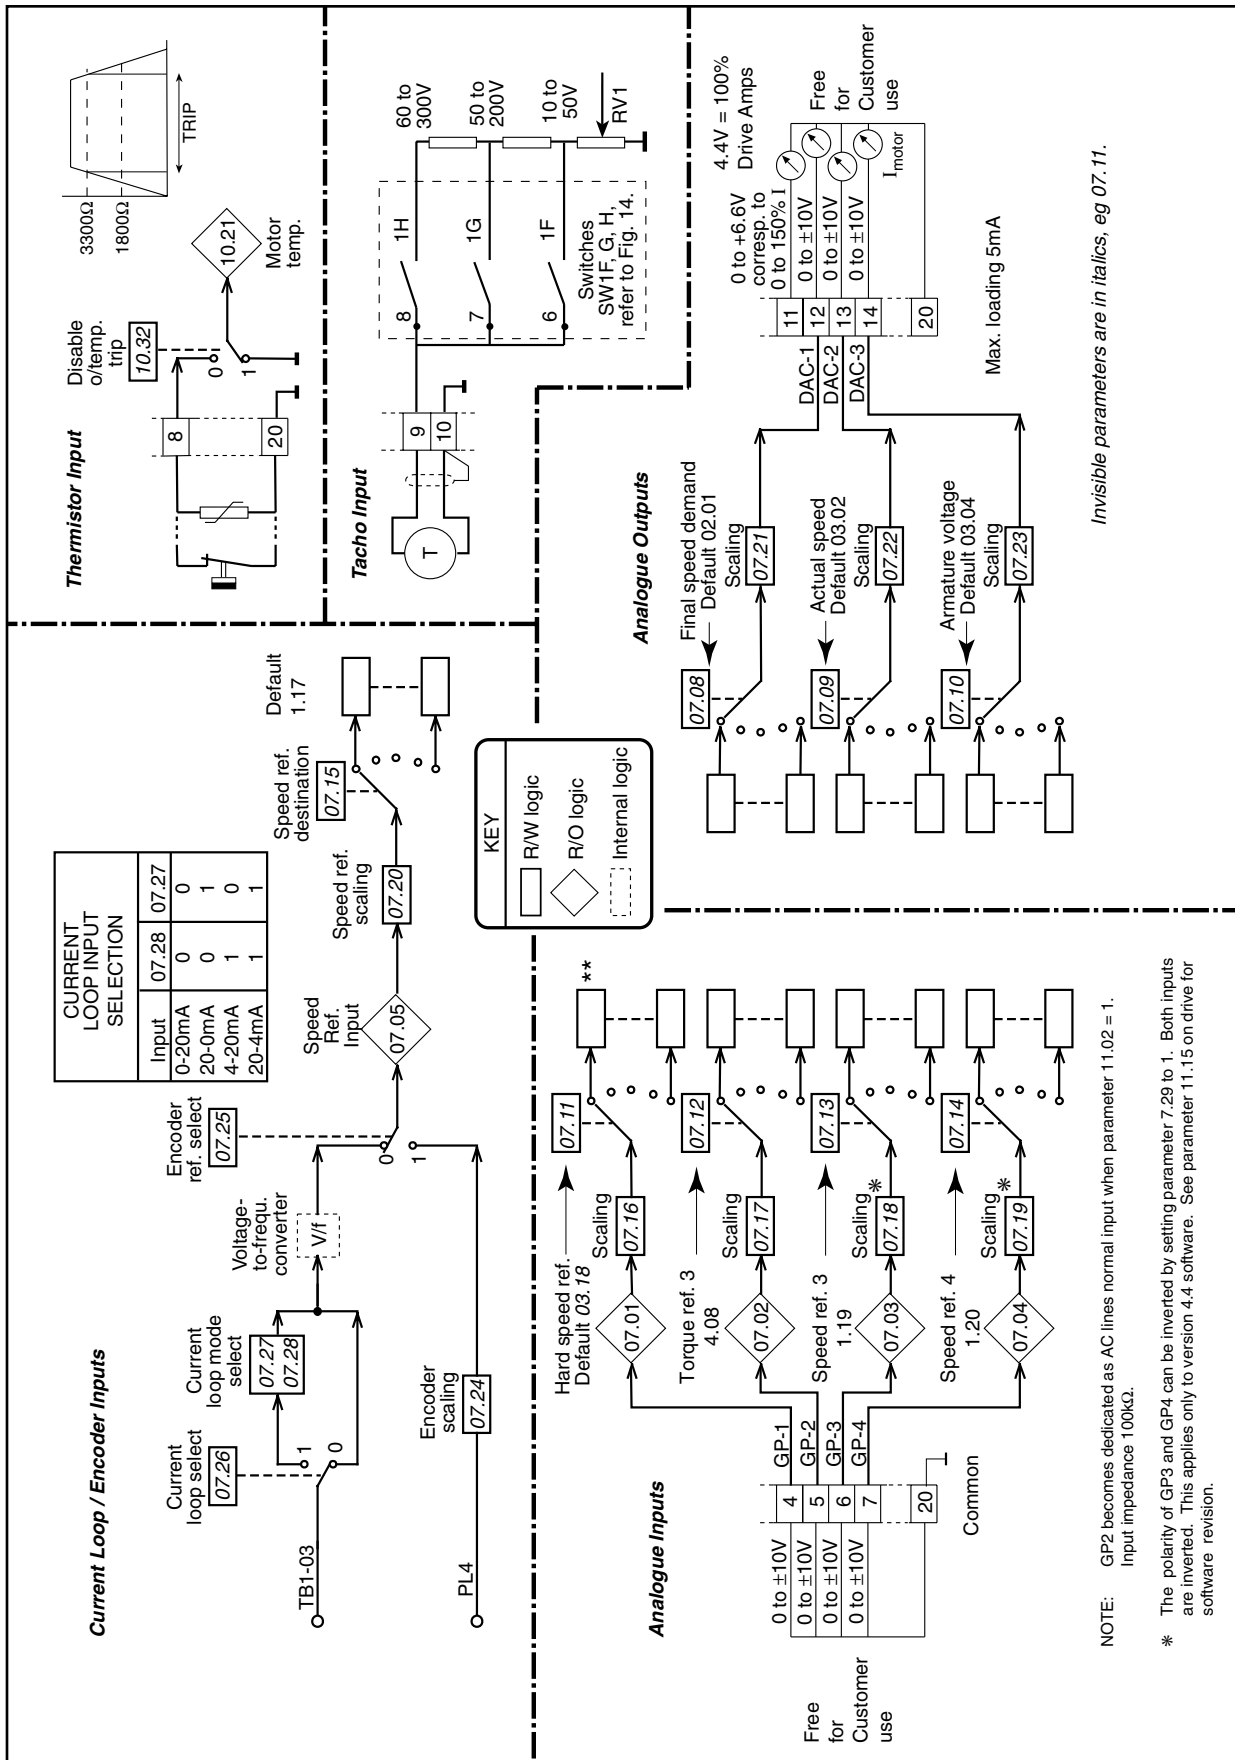 Current Loop / Encoder Inputs
TB1-03
PL4
Current
loop select
07.26
1
0
Current
loop mode
select
07.27
07.28
Voltage-
to-frequ.
converter
V/f
Encoder
scaling
07.24
Encoder
ref. select
07.25
0
1
CURRENT
LOOP INPUT
SELECTION
Input 07.28 07.27
0-20mA 0 0
20-0mA 0 1
4-20mA 1 0
20-4mA 1 1
Speed
Ref.
Input
07.05
Speed ref.
scaling
07.20
Speed ref.
destination
07.15
Default
1.17
Thermistor Input
8
20
Disable
o/temp.
trip
10.32
0
1
10.21
Motor
temp.
3300Ω
1800Ω
TRIP
Tacho Input
T
9
10
8
7
6
1H
1G
1F
Switches
SW1F, G, H,
refer to Fig. 14.
60 to
300V
50 to
200V
10 to
50V
RV1
KEY
R/W logic
R/O logic
Internal logic
Analogue Inputs
Free
for
Customer
use
0 to ±10V
0 to ±10V
0 to ±10V
0 to ±10V
4
5
6
7
20
Common
GP-1
GP-2
GP-3
GP-4
Hard speed ref.
Default 03.18
07.01
Scaling
07.16
07.11
**
Torque ref. 3
4.08
07.02
Scaling
07.17
07.12
Speed ref. 3
1.19
07.03
Scaling
*
07.18
07.13
Speed ref. 4
1.20
07.04
Scaling
*
07.19
07.14
NOTE: GP2 becomes dedicated as AC lines normal input when parameter 11.02 = 1.
Input impedance 100kΩ.
* The polarity of GP3 and GP4 can be inverted by setting parameter 7.29 to 1. Both inputs
are inverted. This applies only to version 4.4 software. See parameter 11.15 on drive for
software revision.
Analogue Outputs
07.08
Final speed demand
Default 02.01
Scaling
07.21
07.09
Actual speed
Default 03.02
Scaling
07.22
07.10
Armature voltage
Default 03.04
Scaling
07.23
DAC-1
DAC-2
DAC-3
11
12
13
14
20
0 to +6.6V
corresp. to
0 to 150% I
0 to ±10V
0 to ±10V
0 to ±10V
4.4V = 100%
Drive Amps
Free
for
Customer
use
Imotor
Max. loading 5mA
Invisible parameters are in italics, eg 07.11.